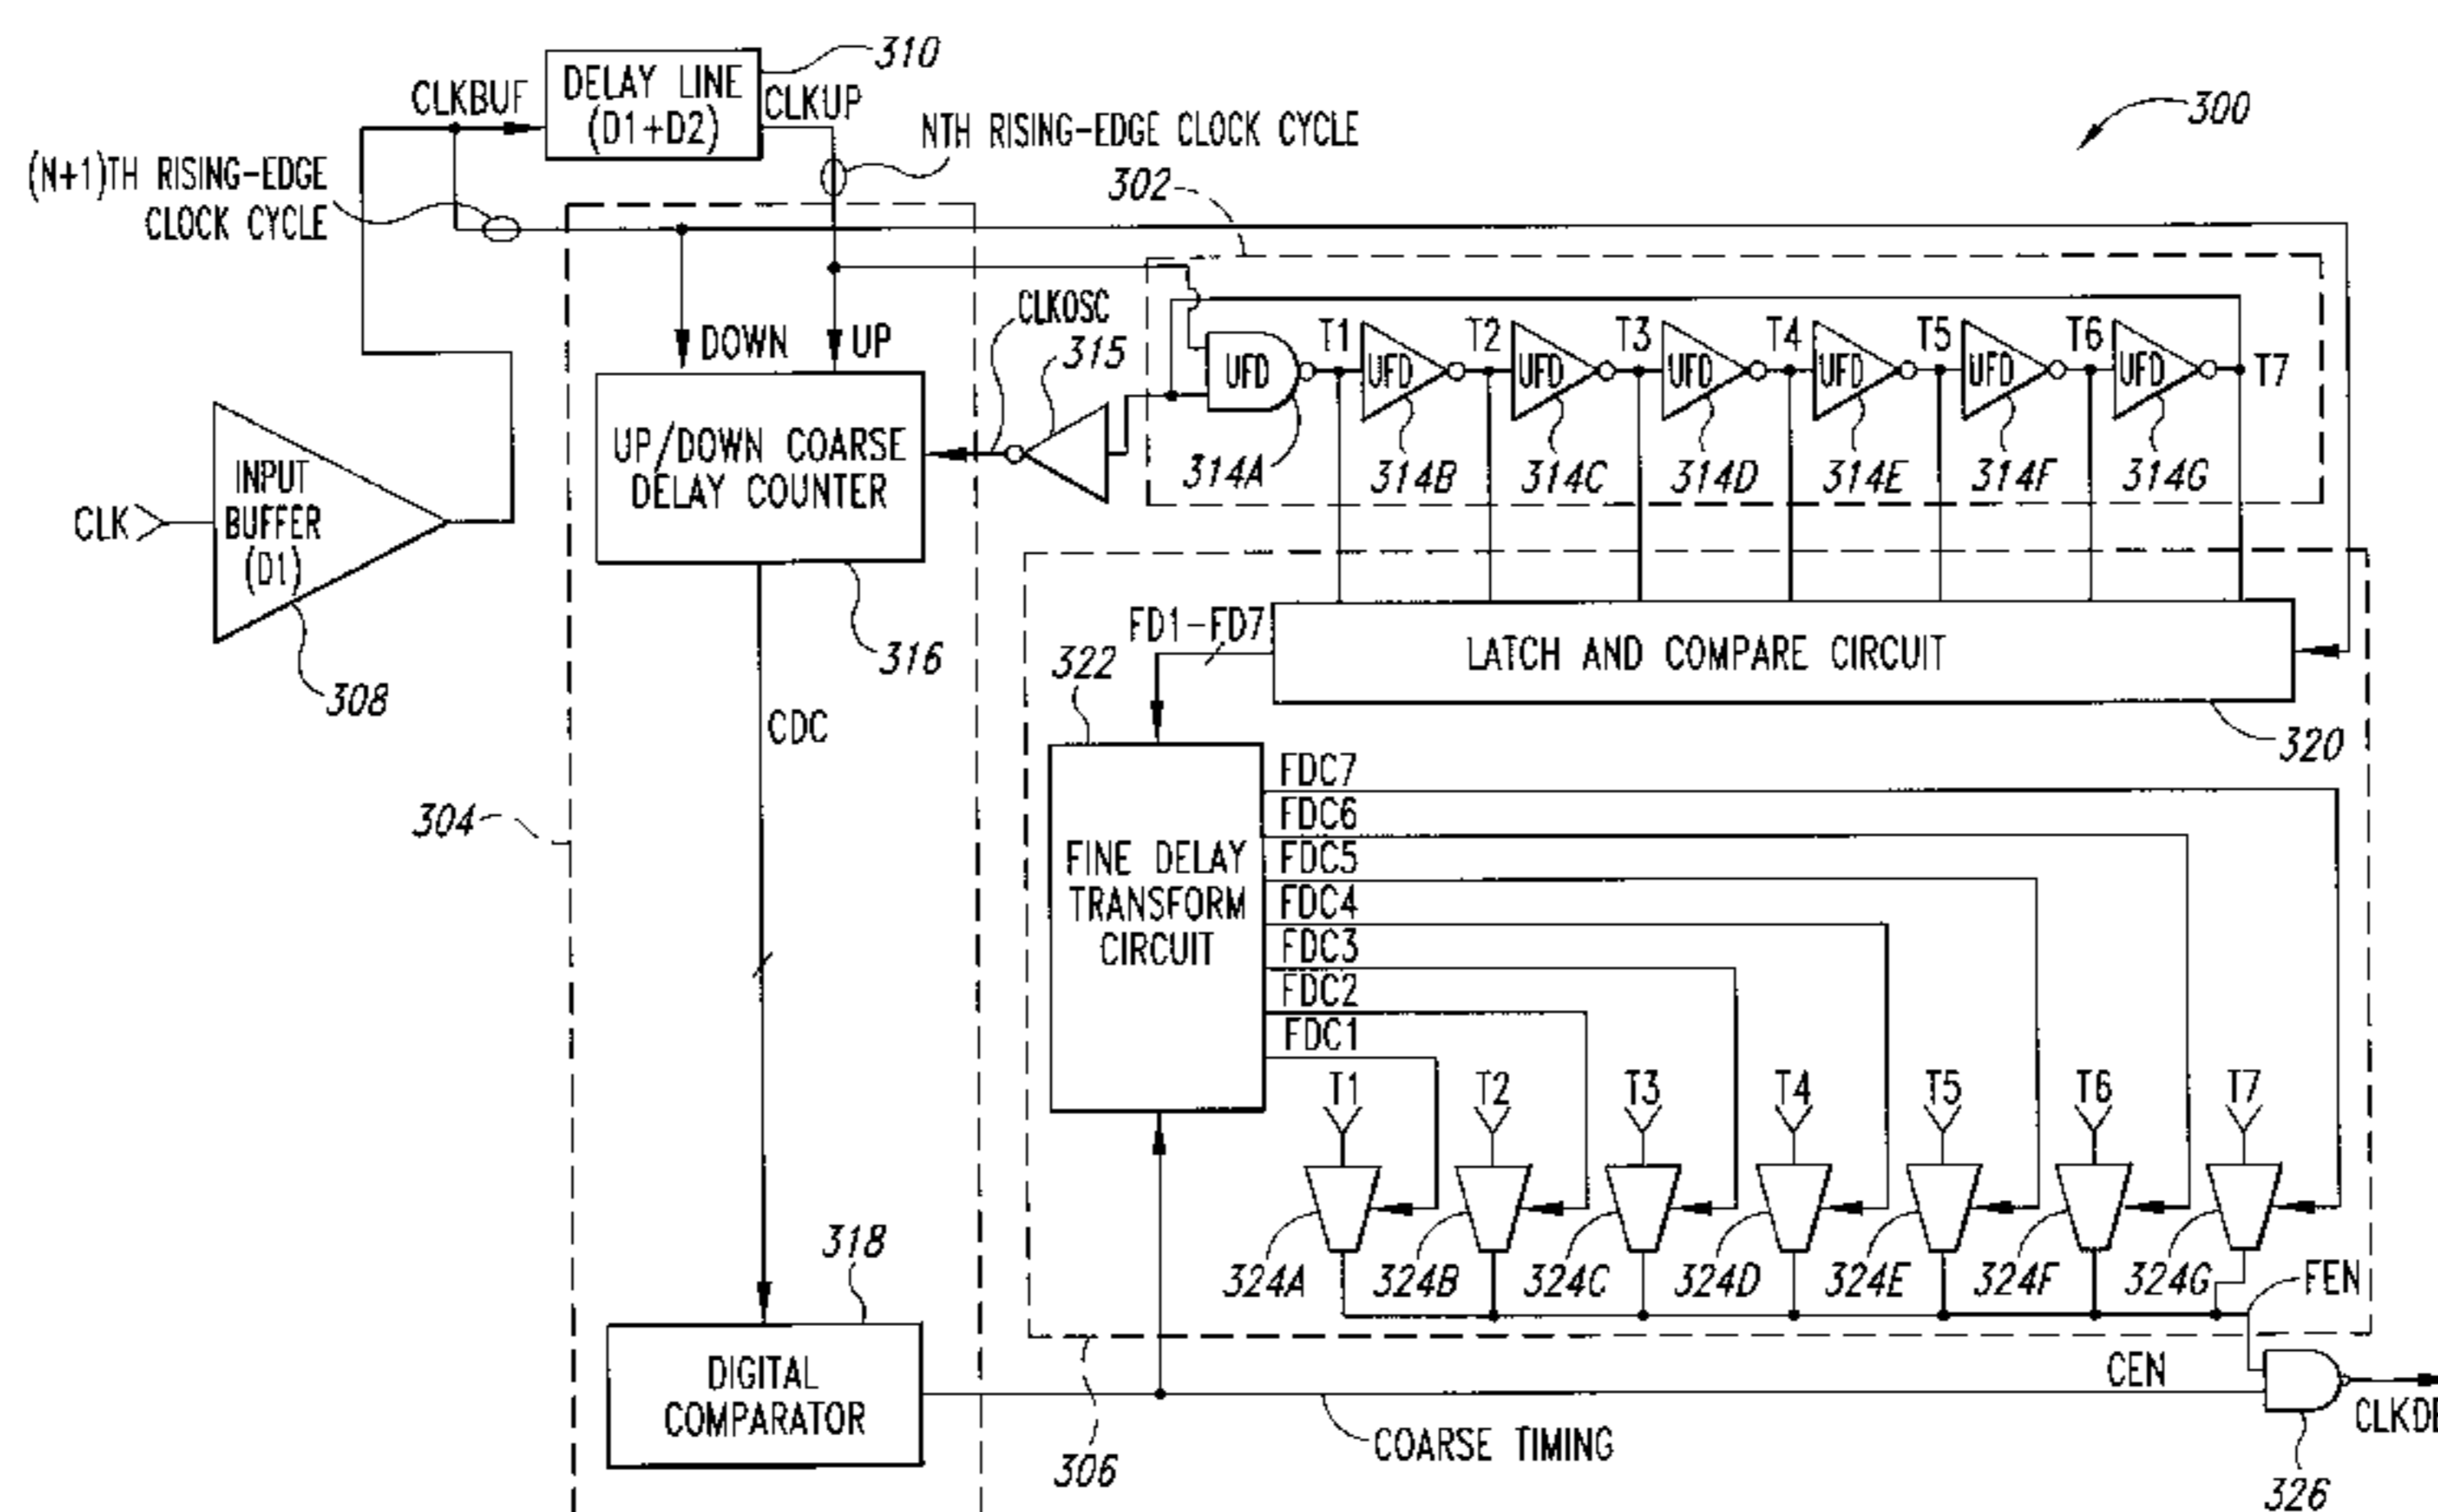 310
DELAY LINE
(D1+D2)
CLKBUF
CLKUP
300
NTH RISING-EDGE CLOCK CYCLE
(N+1)TH RISING-EDGE
CLOCK CYCLE
302
CLKOSC
315
DOWN
UP
UFD
T1
UFD
T2
UFD
T3
UFD
T4
UFD
T5
UFD
T6
UFD
T7
314A
314B
314C
314D
314E
314F
314G
UP/DOWN COARSE
DELAY COUNTER
316
CLK
INPUT
BUFFER
(D1)
308
FD1-FD7
LATCH AND COMPARE CIRCUIT
320
322
CDC
304
FINE DELAY
TRANSFORM
CIRCUIT
FDC7
FDC6
FDC5
FDC4
FDC3
FDC2
FDC1
T1
T2
T3
T4
T5
T6
T7
324A
324B
324C
324D
324E
324F
324G
FEN
318
DIGITAL
COMPARATOR
CEN
COARSE TIMING
306
326